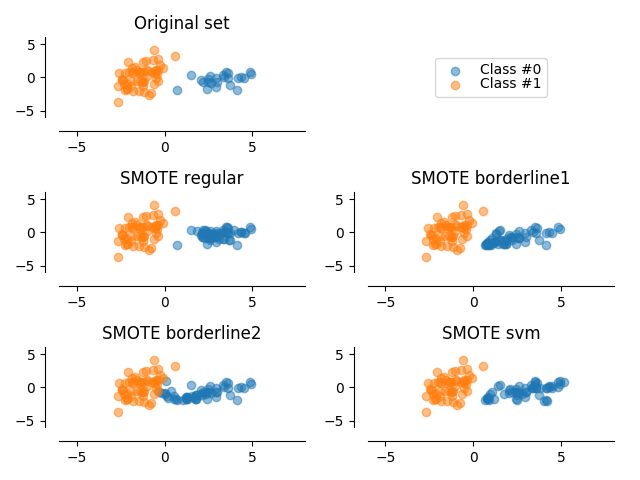 Original set
5
0
−5
−5 0 5
Class #0
Class #1
SMOTE regular
5
0
−5
−5 0 5
SMOTE borderline1
5
0
−5
−5 0 5
SMOTE borderline2
5
0
−5
−5 0 5
SMOTE svm
5
0
−5
−5 0 5